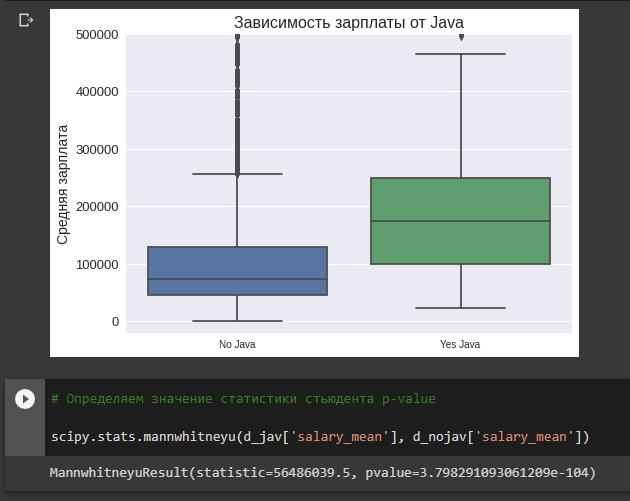 Зависимость зарплаты от Java
500000
400000
300000
200000
100000
0
Средняя зарплата
No Java
Yes Java
# Определяем значение статистики стьюдента p-value
scipy.stats.mannwhitneyu(d_jav['salary_mean'], d_nojav['salary_mean'])
MannwhitneyuResult(statistic=56486039.5, pvalue=3.798291093061209e-104)